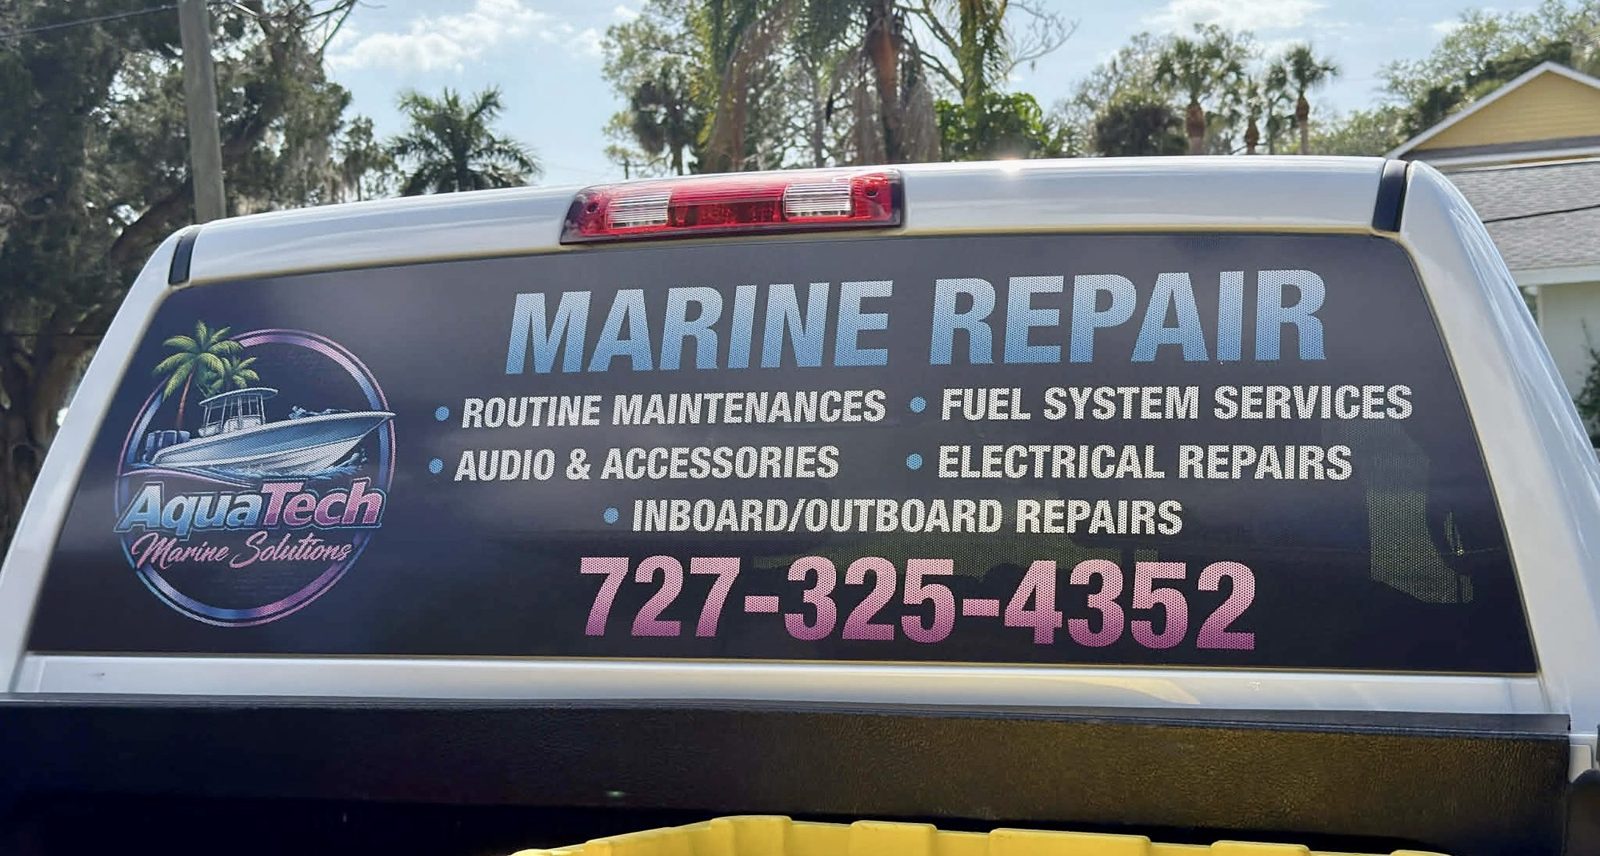 MARINE REPAIR
• ROUTINE MAINTENANCES • FUEL SYSTEM SERVICES
• AUDIO & ACCESSORIES • ELECTRICAL REPAIRS
• INBOARD/OUTBOARD REPAIRS
727-325-4352
AquaTech
Marine Solutions